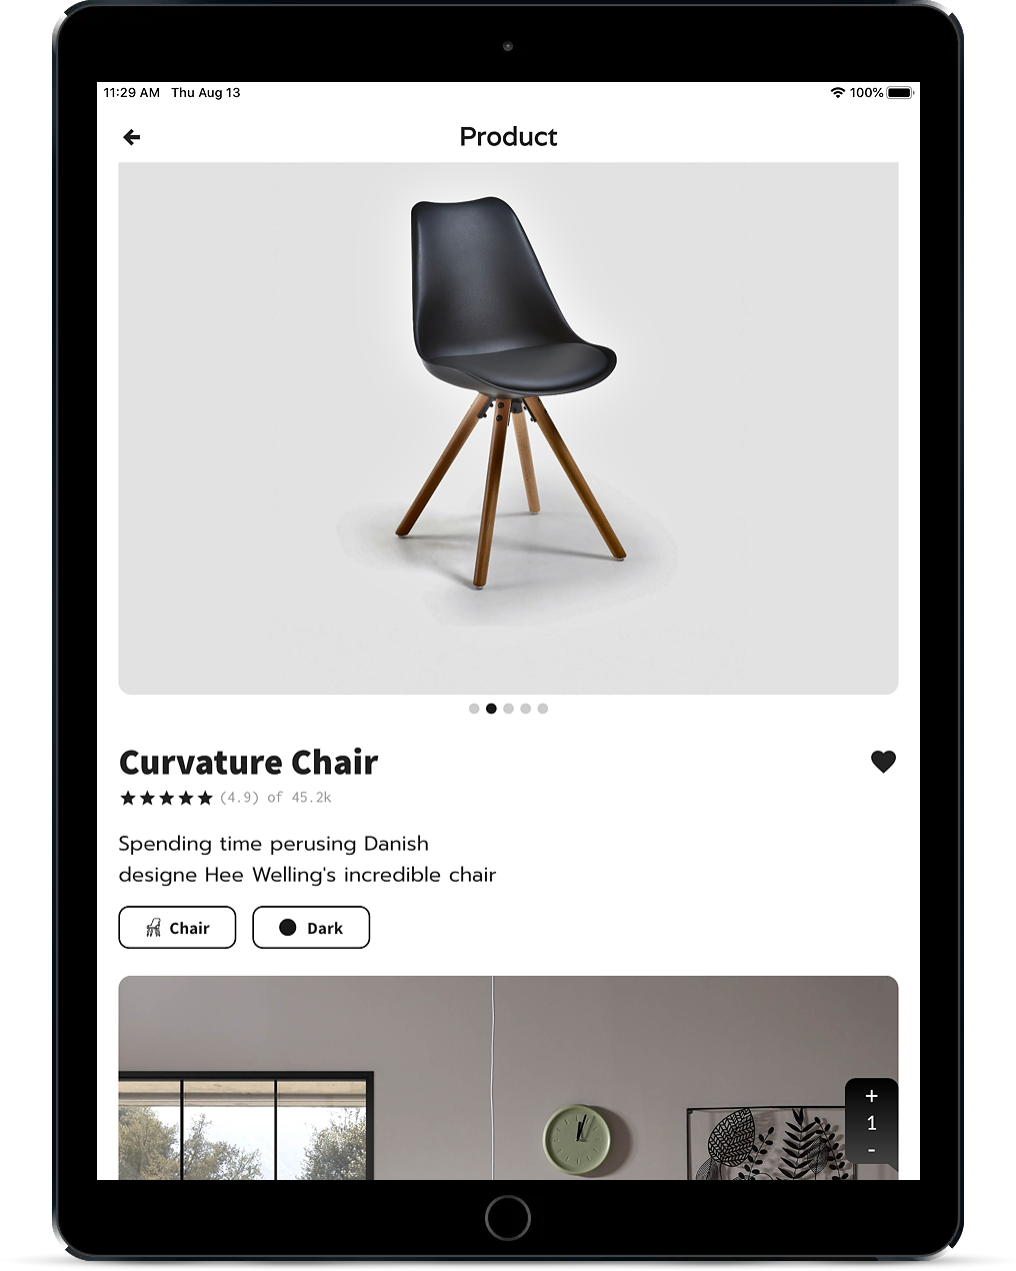 11:29 AM Thu Aug 13
100%
Product
Curvature Chair
(4.9) of 45.2k
Spending time perusing Danish
designe Hee Welling's incredible chair
Chair
Dark
+
1
-